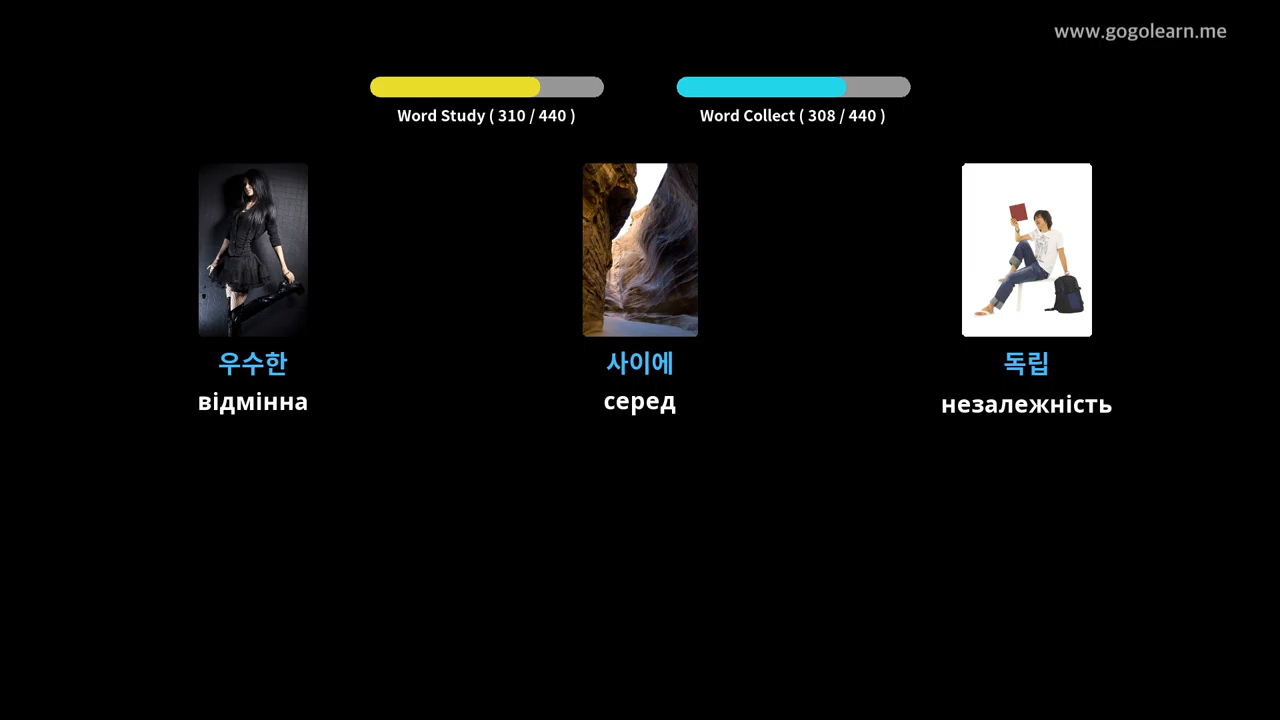 www.gogolearn.me
Word Study ( 310 / 440 )
Word Collect ( 308 / 440 )
우수한
사이에
독립
відмінна
серед
незалежність